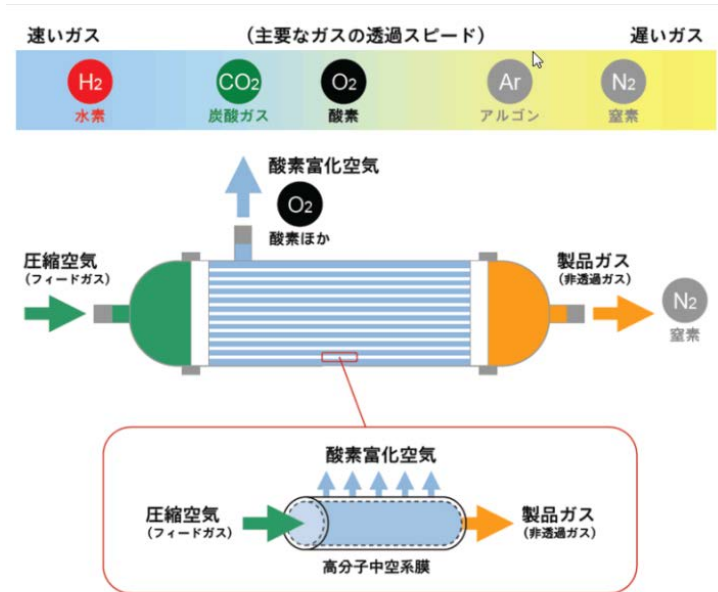 速いガス
(主要なガスの透過スピード)
遅いガス
H2
CO2
O2
Ar
N2
水素
炭酸ガス
酸素
アルゴン
窒素
酸素富化空気
O2
酸素ほか
圧縮空気
(フィードガス)
製品ガス
(非透過ガス)
N2
窒素
酸素富化空気
圧縮空気
(フィードガス)
製品ガス
(非透過ガス)
高分子中空系膜